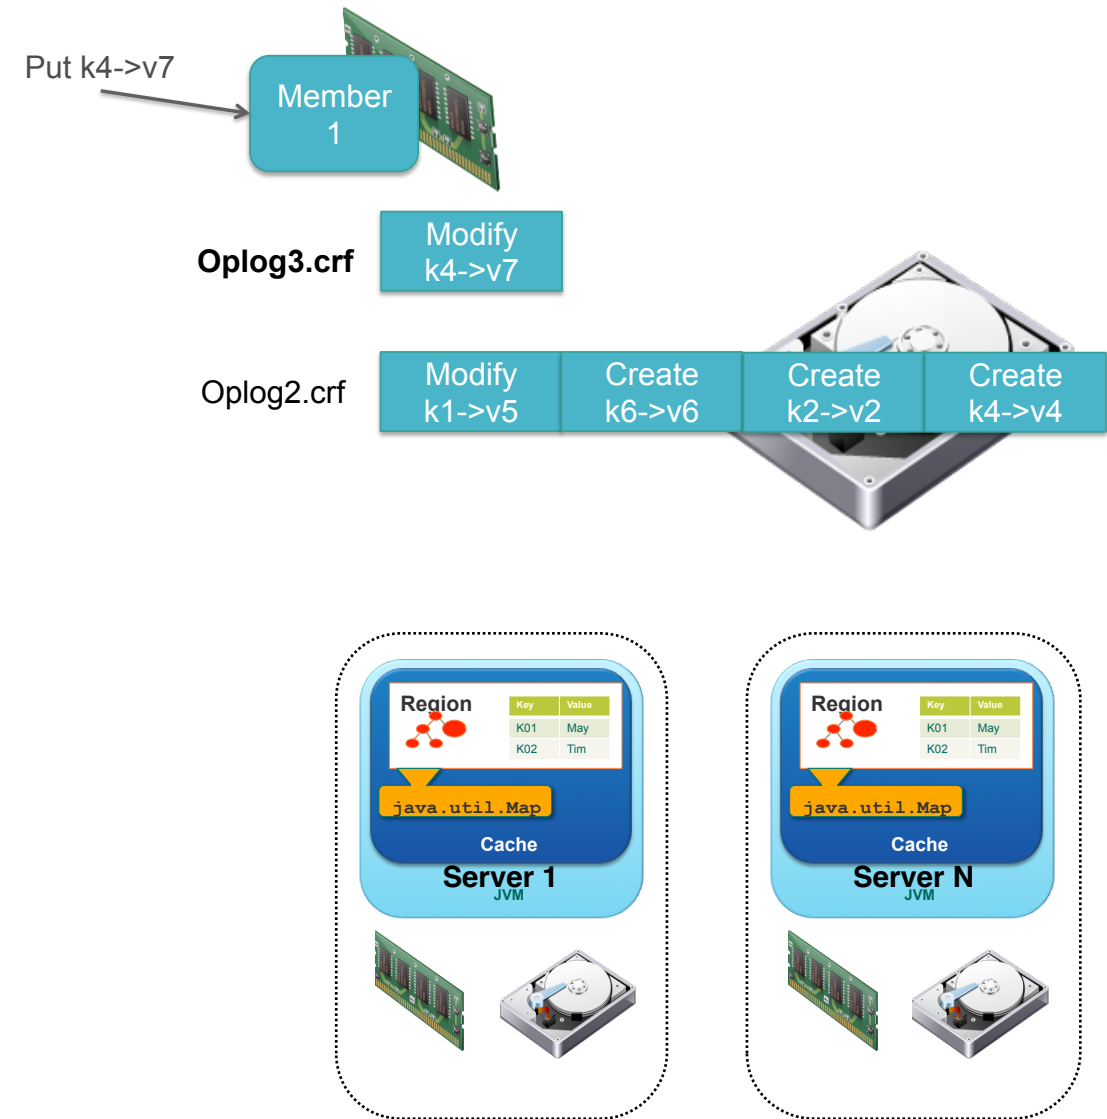 Put k4->v7
Member
1
Oplog3.crf
Modify
k4->v7
Oplog2.crf
Modify
k1->v5
Create
k6->v6
Create
k2->v2
Create
k4->v4
Region
Key Value
K01 May
K02 Tim
java.util.Map
Cache
Server 1
JVM
Region
Key Value
K01 May
K02 Tim
java.util.Map
Cache
Server N
JVM